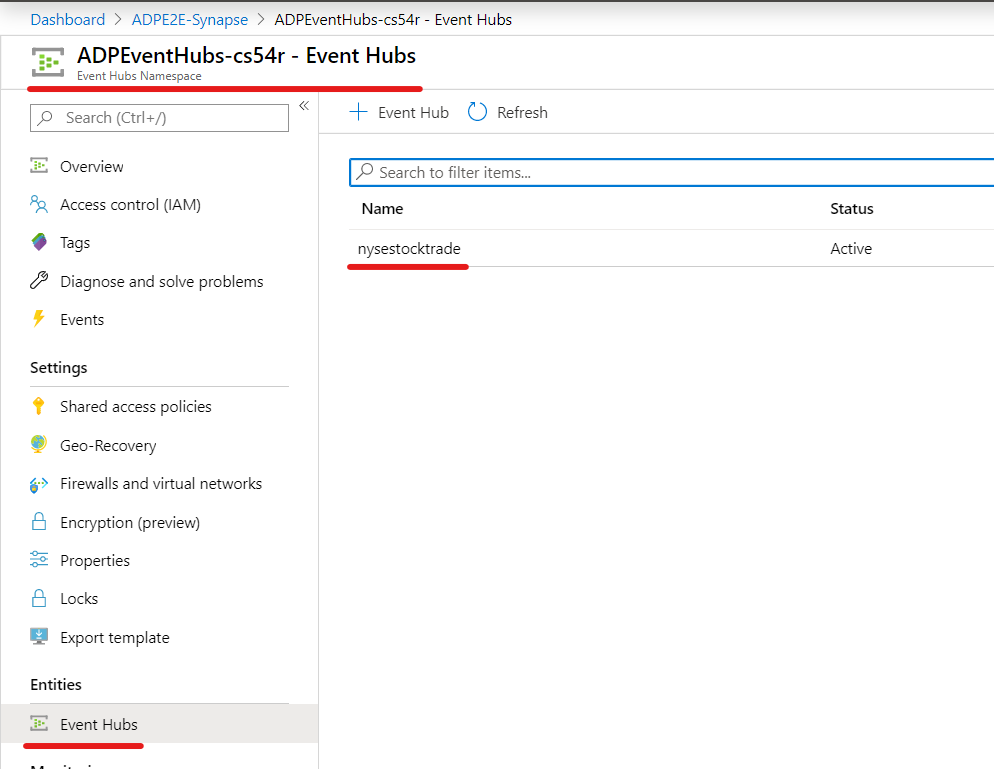 Dashboard > ADPE2E-Synapse > ADPEventHubs-cs54r - Event Hubs
ADPEventHubs-cs54r - Event Hubs
Event Hubs Namespace
Search (Ctrl+/)
«
+ Event Hub Refresh
Overview
Access control (IAM)
Tags
Diagnose and solve problems
Events
Settings
Shared access policies
Geo-Recovery
Firewalls and virtual networks
Encryption (preview)
Properties
Locks
Export template
Entities
Event Hubs
Search to filter items...
Name Status
nysestocktrade Active